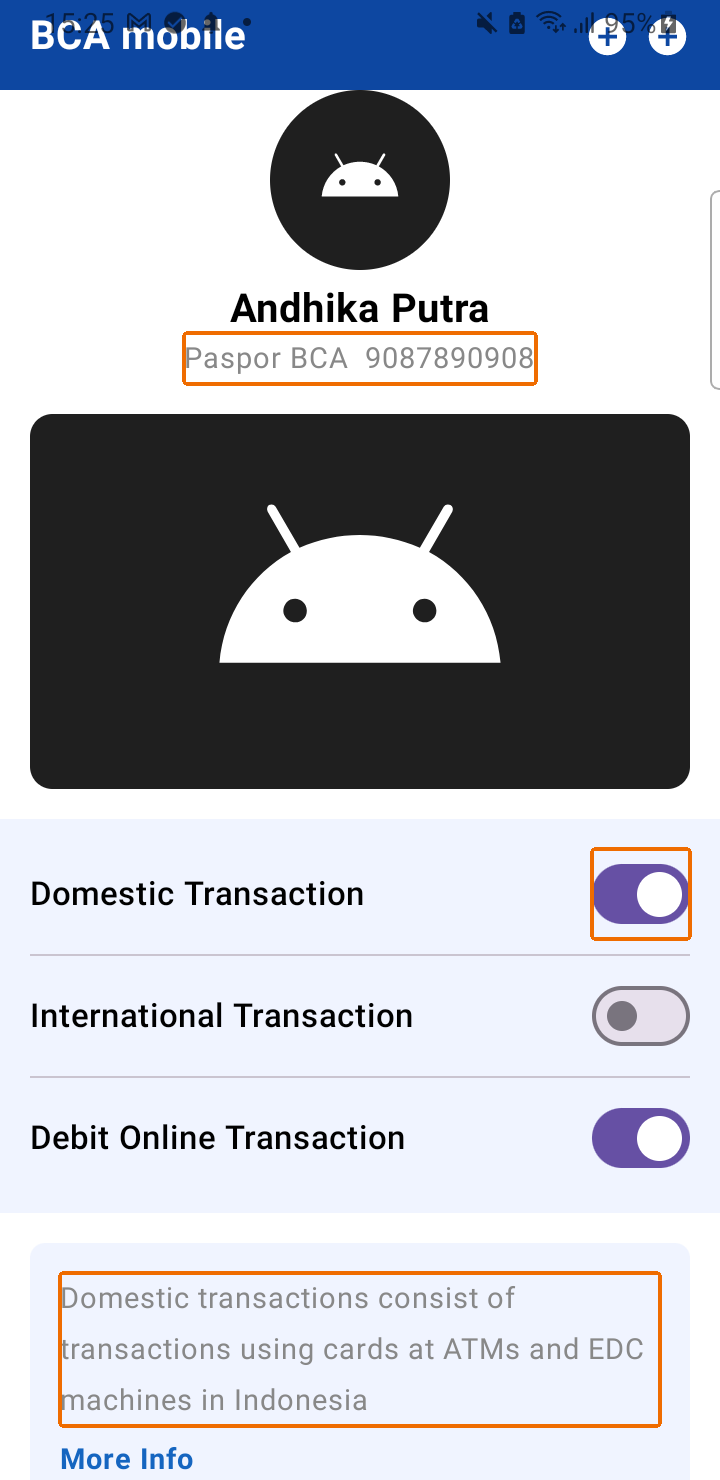 15:25 95%
BCA mobile
Andhika Putra
Paspor BCA 9087890908
Domestic Transaction
International Transaction
Debit Online Transaction
Domestic transactions consist of
transactions using cards at ATMs and EDC
machines in Indonesia
More Info